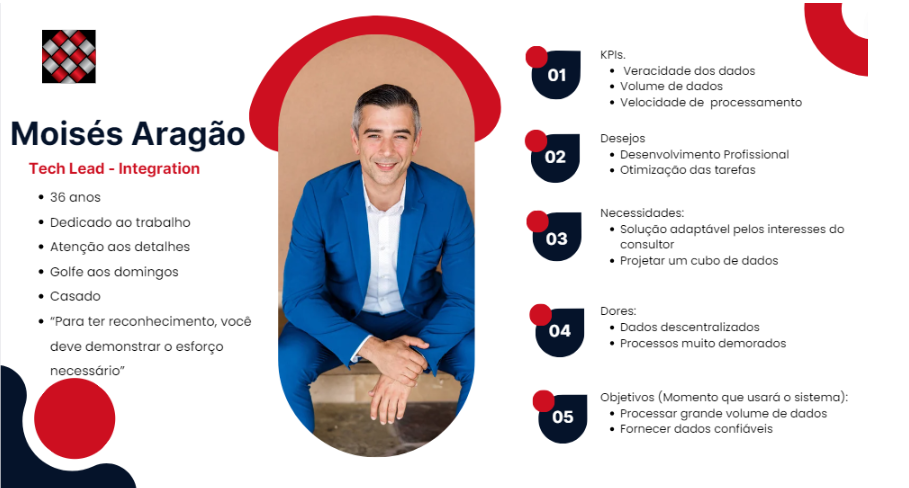 Moisés Aragão
Tech Lead - Integration
• 36 anos
• Dedicado ao trabalho
• Atenção aos detalhes
• Golfe aos domingos
• Casado
• “Para ter reconhecimento, você
deve demonstrar o esforço
necessário”
01
KPIs.
• Veracidade dos dados
• Volume de dados
• Velocidade de processamento
02
Desejos
• Desenvolvimento Profissional
• Otimização das tarefas
03
Necessidades:
• Solução adaptável pelos interesses do
consultor
• Projetar um cubo de dados
04
Dores:
• Dados descentralizados
• Processos muito demorados
05
Objetivos (Momento que usará o sistema):
• Processar grande volume de dados
• Fornecer dados confiáveis